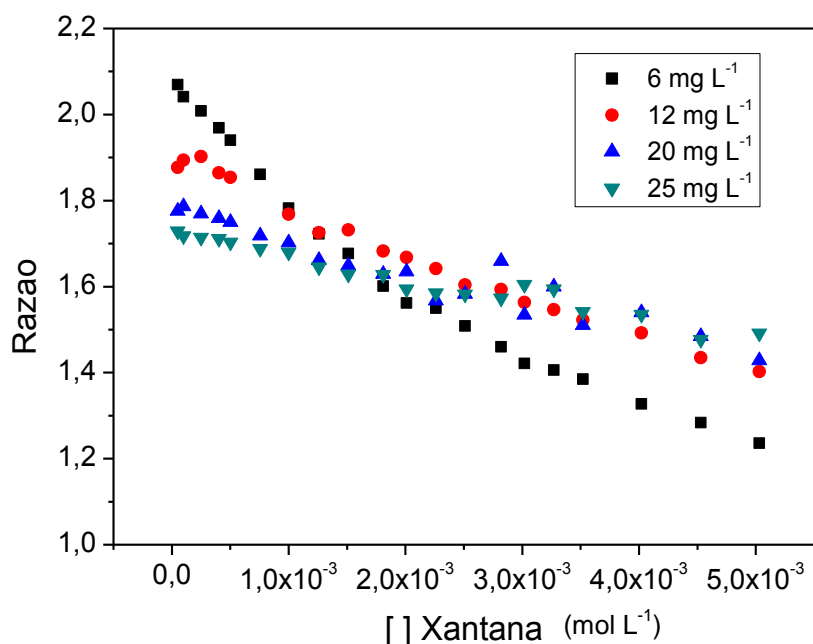 2,2
2,0
1,8
1,6
1,4
1,2
1,0
Razao
6 mg L⁻¹
12 mg L⁻¹
20 mg L⁻¹
25 mg L⁻¹
0,0 1,0x10⁻³ 2,0x10⁻³ 3,0x10⁻³ 4,0x10⁻³ 5,0x10⁻³
[ ] Xantana (mol L⁻¹)